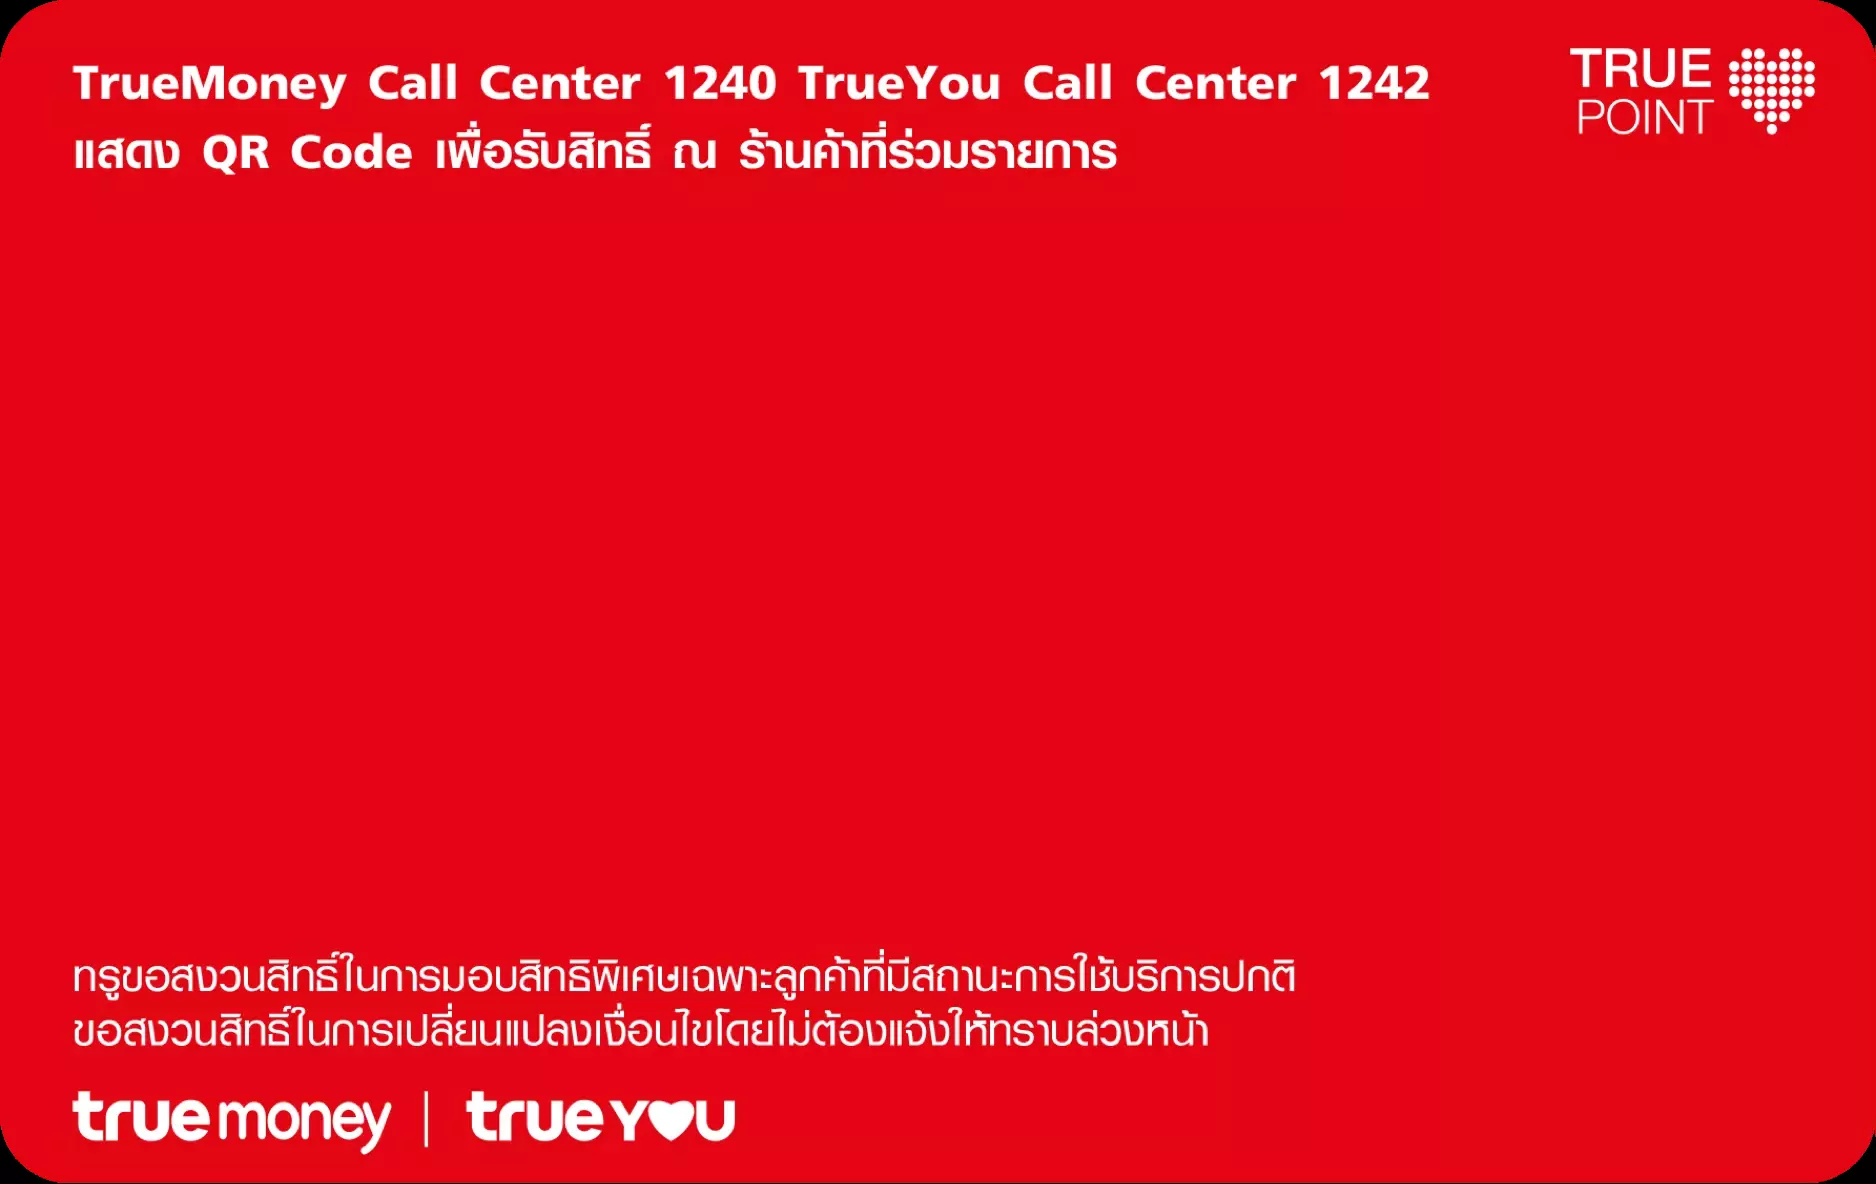 TrueMoney Call Center 1240 TrueYou Call Center 1242
แสดง QR Code เพื่อรับสิทธิ์ ณ ร้านค้าที่ร่วมรายการ
TRUE
POINT
ทรูขอสงวนสิทธิ์ในการมอบสิทธิพิเศษเฉพาะลูกค้าที่มีสถานะการใช้บริการปกติ
ขอสงวนสิทธิ์ในการเปลี่ยนแปลงเงื่อนไขโดยไม่ต้องแจ้งให้ทราบล่วงหน้า
truemoney | trueYOU